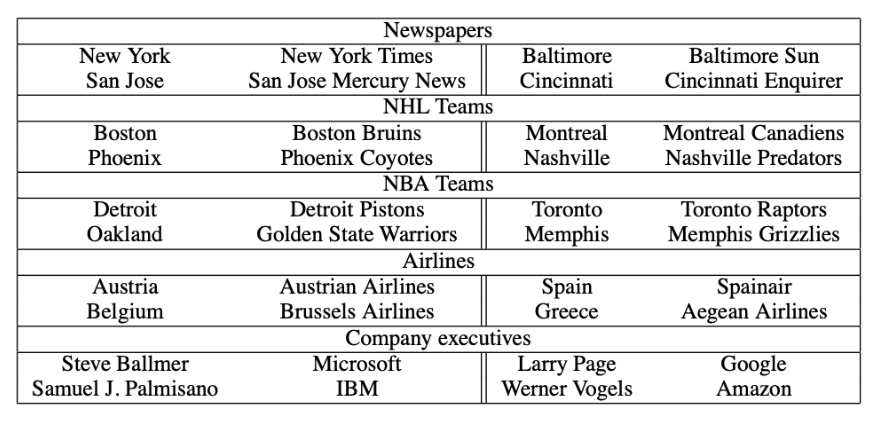 Newspapers
New York New York Times Baltimore Baltimore Sun
San Jose San Jose Mercury News Cincinnati Cincinnati Enquirer
NHL Teams
Boston Boston Bruins Montreal Montreal Canadiens
Phoenix Phoenix Coyotes Nashville Nashville Predators
NBA Teams
Detroit Detroit Pistons Toronto Toronto Raptors
Oakland Golden State Warriors Memphis Memphis Grizzlies
Airlines
Austria Austrian Airlines Spain Spainair
Belgium Brussels Airlines Greece Aegean Airlines
Company executives
Steve Ballmer Microsoft Larry Page Google
Samuel J. Palmisano IBM Werner Vogels Amazon